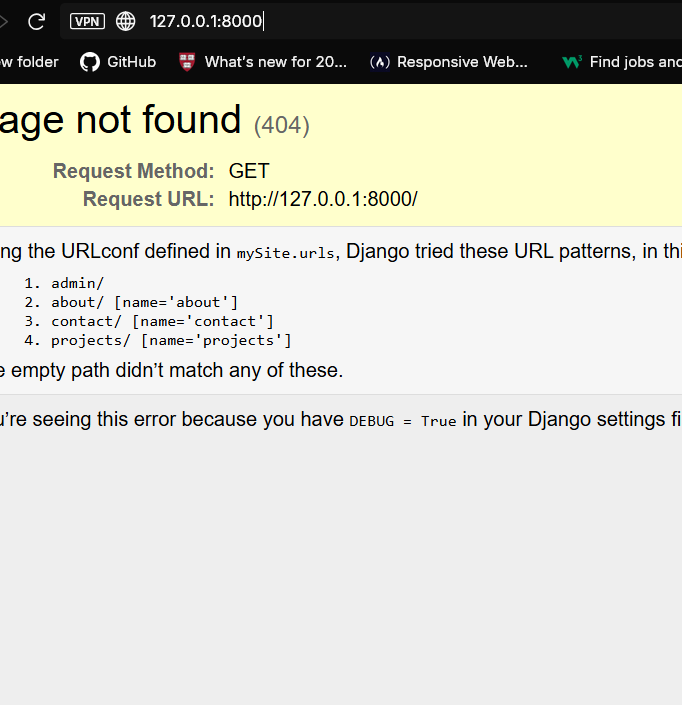 VPN 127.0.0.1:8000
w folder GitHub What's new for 20... Responsive Web... Find jobs and
age not found (404)
Request Method: GET
Request URL: http://127.0.0.1:8000/
ng the URLconf defined in mySite.urls, Django tried these URL patterns, in thi
1. admin/
2. about/ [name='about']
3. contact/ [name='contact']
4. projects/ [name='projects']
e empty path didn’t match any of these.
u’re seeing this error because you have DEBUG = True in your Django settings fi